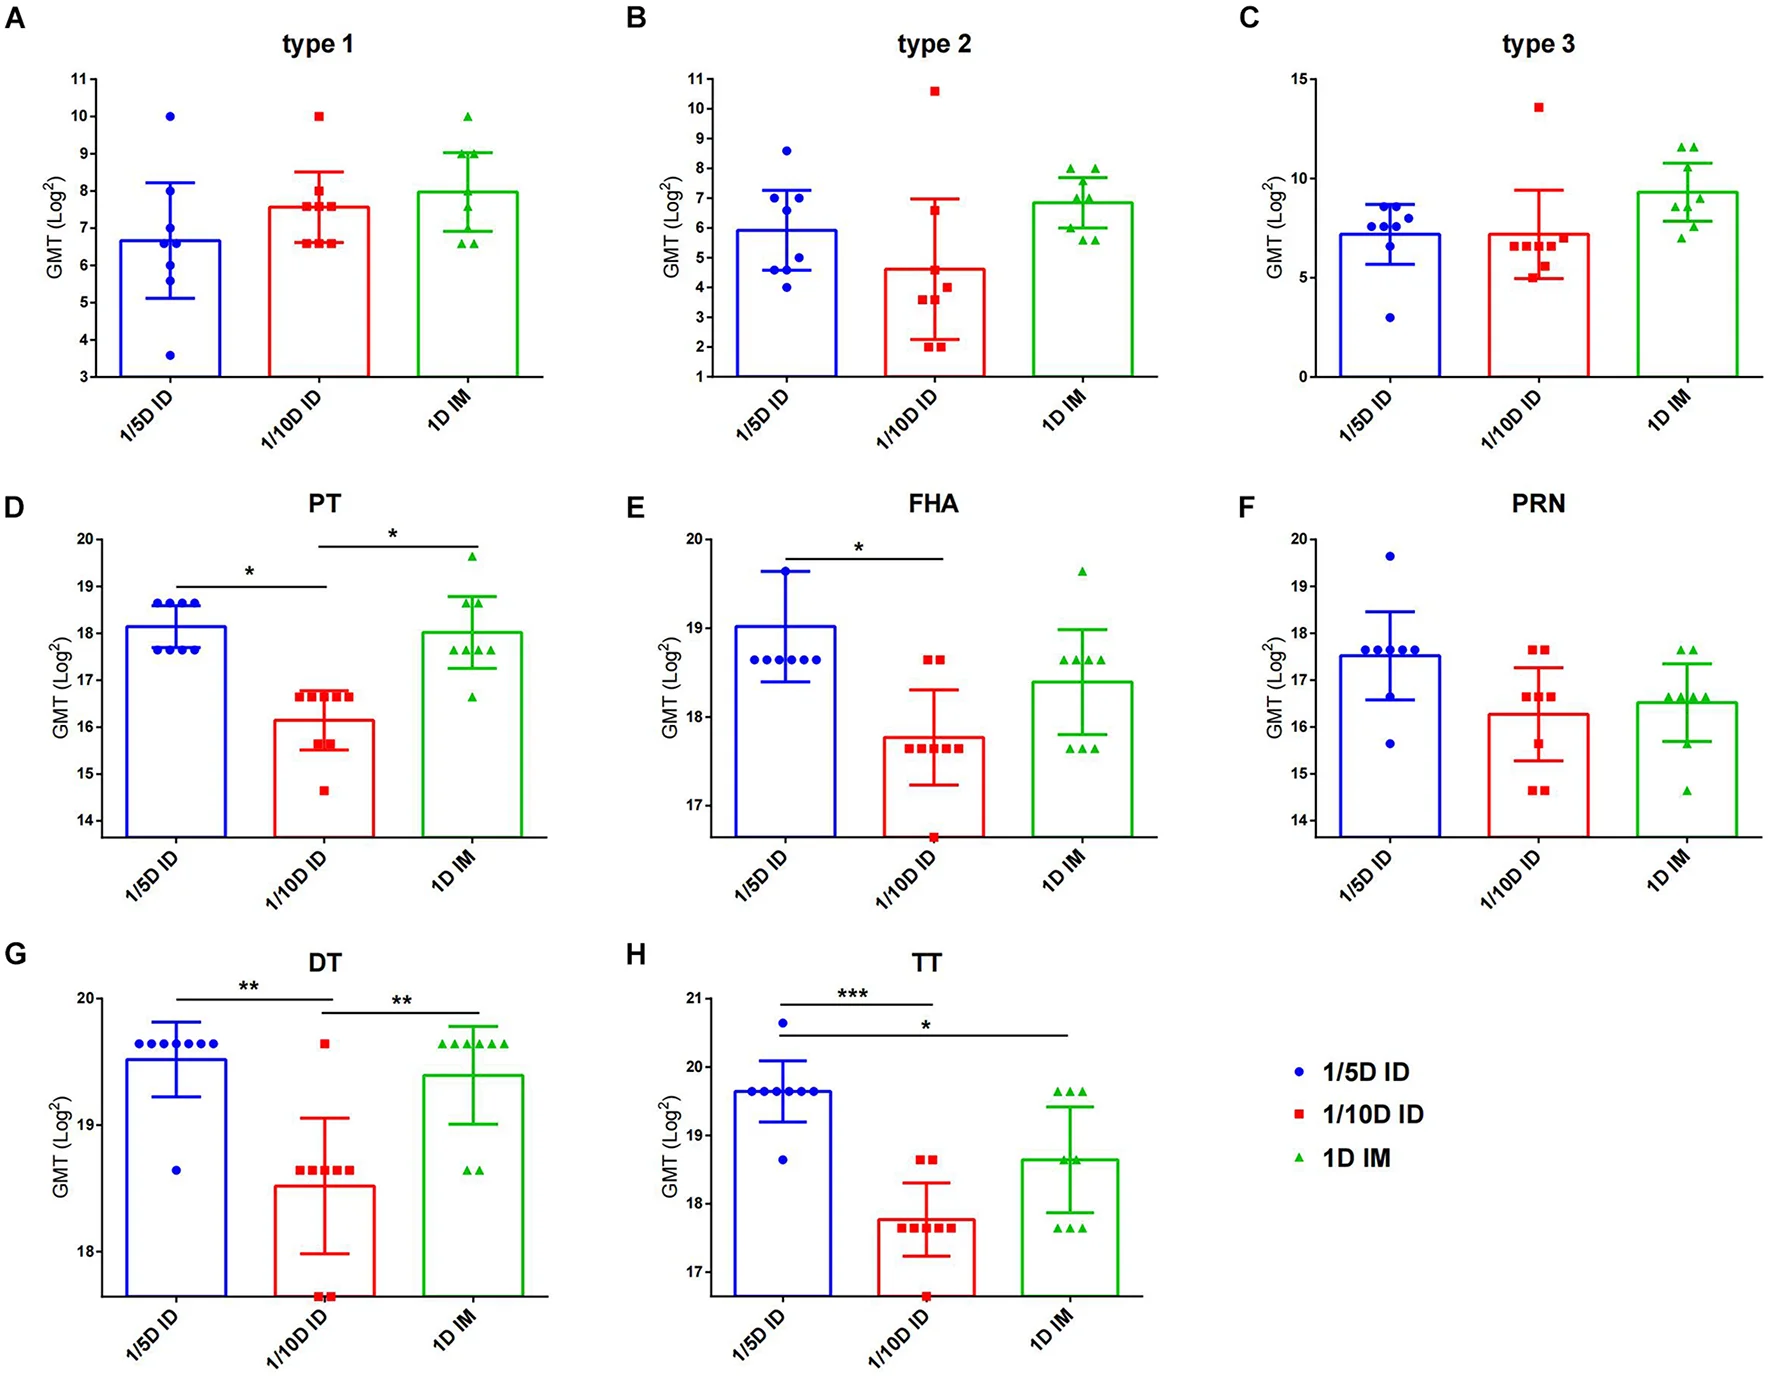 A
type 1
GMT (Log²)
11
10
9
8
7
6
5
4
3
1/5D ID
1/10D ID
1D IM
B
type 2
GMT (Log²)
11
10
9
8
7
6
5
4
3
2
1
1/5D ID
1/10D ID
1D IM
C
type 3
GMT (Log²)
15
10
5
0
1/5D ID
1/10D ID
1D IM
D
PT
GMT (Log²)
20
19
18
17
16
15
14
*
*
1/5D ID
1/10D ID
1D IM
E
FHA
GMT (Log²)
20
19
18
17
*
1/5D ID
1/10D ID
1D IM
F
PRN
GMT (Log²)
20
19
18
17
16
15
14
1/5D ID
1/10D ID
1D IM
G
DT
GMT (Log²)
20
19
18
**
**
1/5D ID
1/10D ID
1D IM
H
TT
GMT (Log²)
21
20
19
18
17
***
*
1/5D ID
1/10D ID
1D IM
1/5D ID
1/10D ID
1D IM